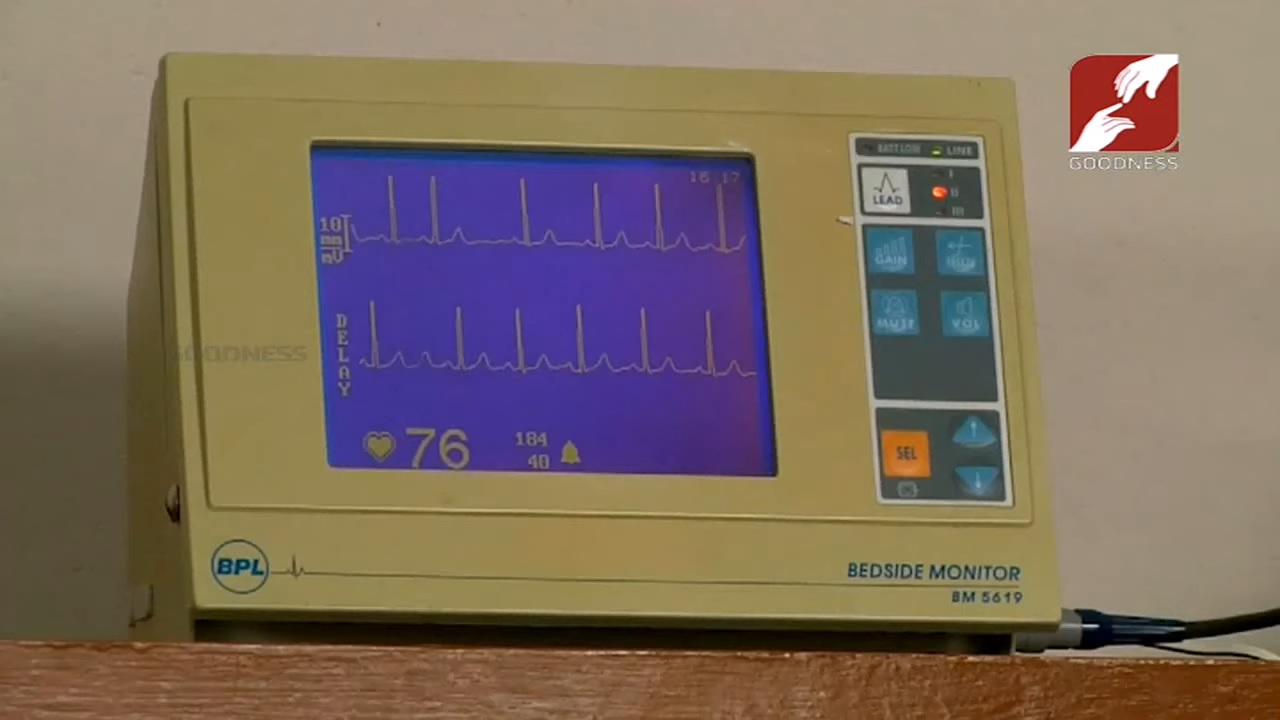 GOODNESS
BATT LOW LINE
I
LEAD II
III
16 17
10
mm
mV
GAIN
MUTE VOL
DELAY
GOODNESS
76
184
40
SEL
BPL
BEDSIDE MONITOR
BM 5619